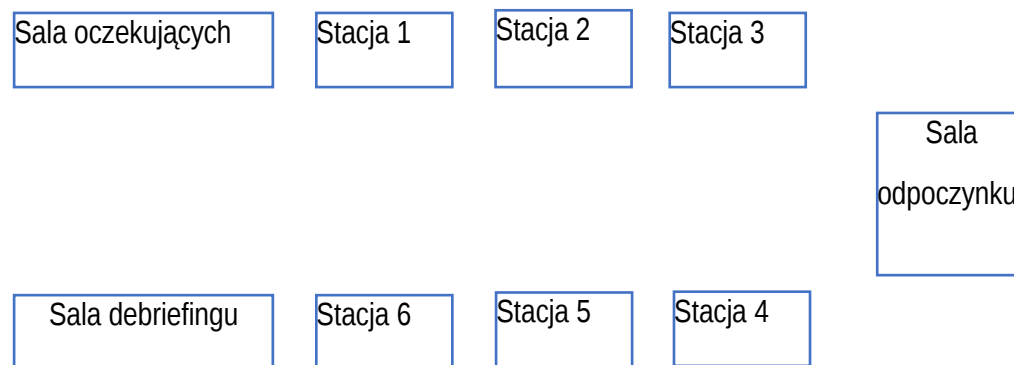 Sala oczekujących
Stacja 1
Stacja 2
Stacja 3
Sala
odpoczynku
Sala debriefingu
Stacja 6
Stacja 5
Stacja 4